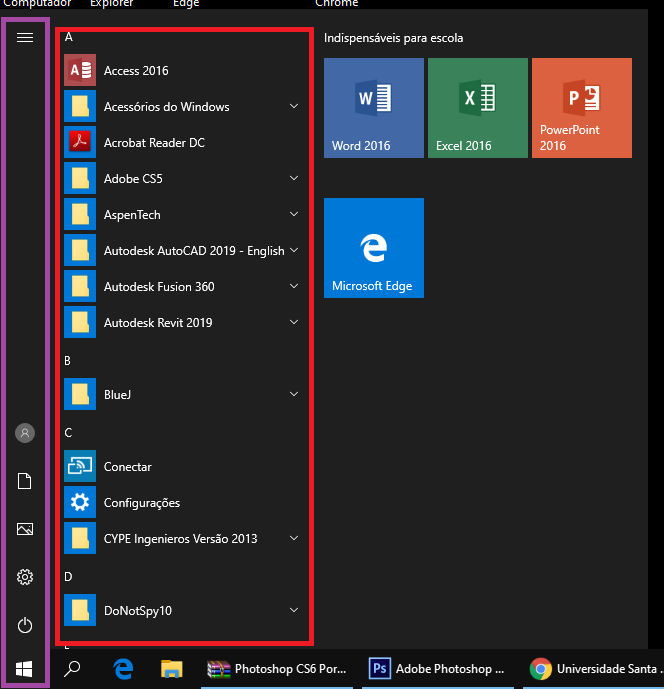 Computador Explorer Edge Chrome
A
Access 2016
Acessórios do Windows
Acrobat Reader DC
Adobe CS5
AspenTech
Autodesk AutoCAD 2019 - English
Autodesk Fusion 360
Autodesk Revit 2019
B
BlueJ
C
Conectar
Configurações
CYPE Ingenieros Versão 2013
D
DoNotSpy10
Indispensáveis para escola
Word 2016
Excel 2016
PowerPoint
2016
Microsoft Edge
Photoshop CS6 Por...
Adobe Photoshop ...
Universidade Santa ...